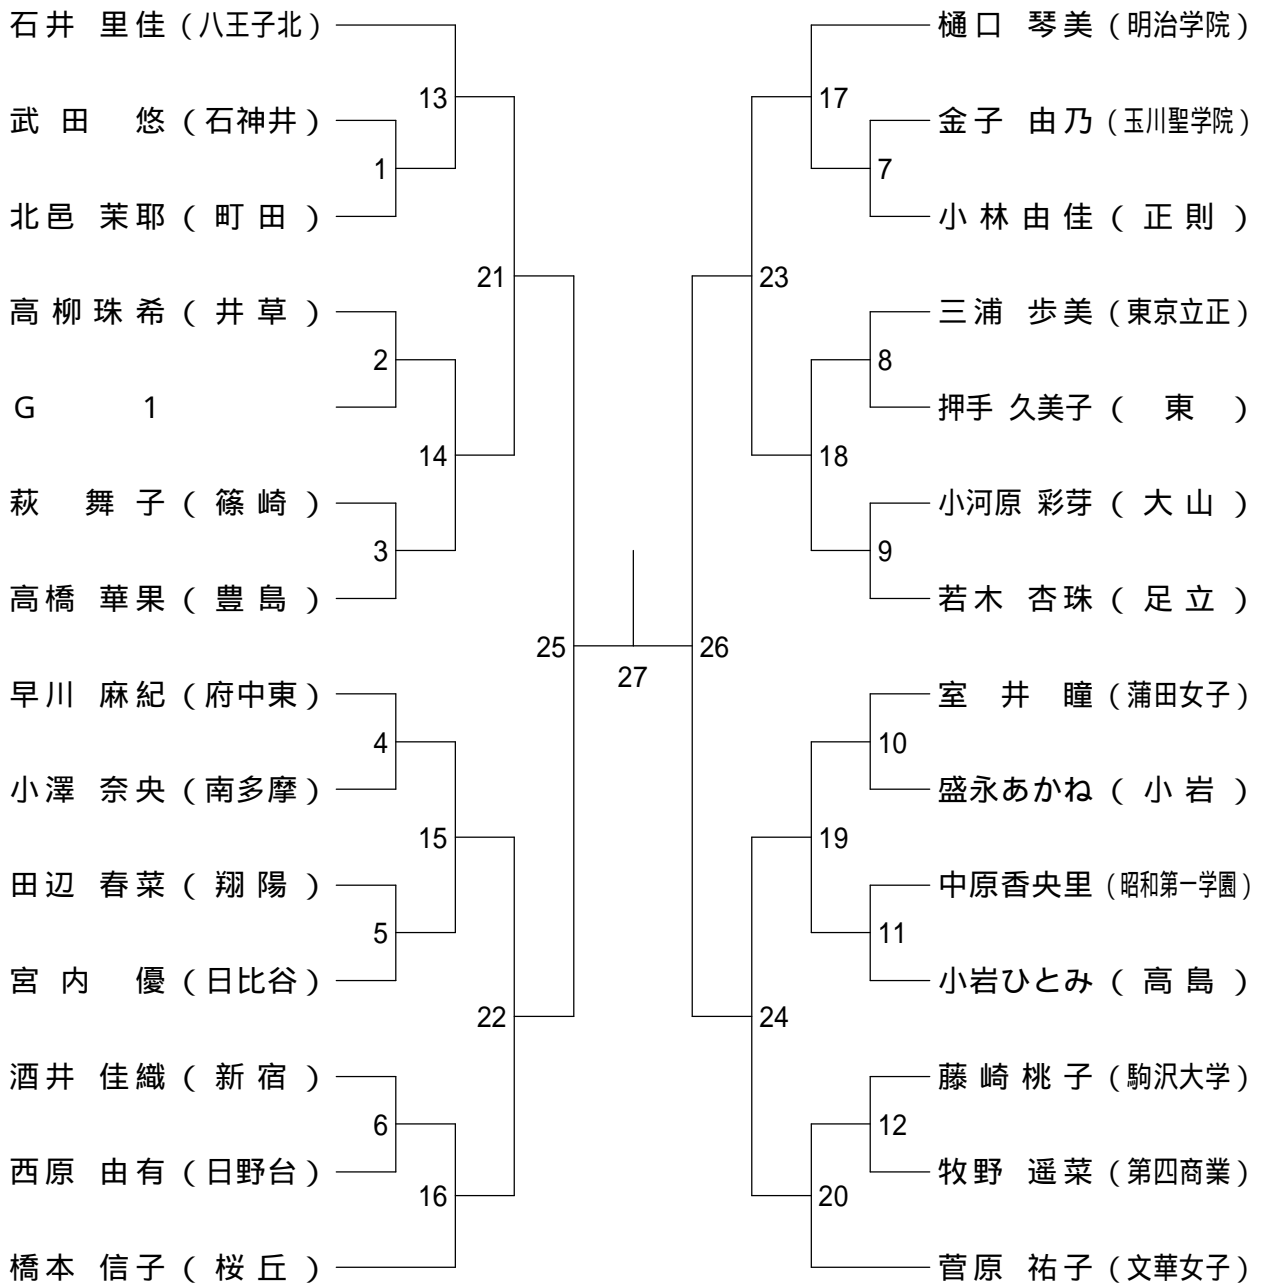 石井 里佳 (八王子北)
武田 悠 (石神井)
北邑 茉耶 (町田)
高柳珠希 (井草)
G 1
萩 舞子 (篠崎)
高橋 華果 (豊島)
早川 麻紀 (府中東)
小澤 奈央 (南多摩)
田辺 春菜 (翔陽)
宮内 優 (日比谷)
酒井 佳織 (新宿)
西原 由有 (日野台)
橋本 信子 (桜丘)
13
1
21
2
14
3
25
4
15
5
22
6
16
27
26
17
7
23
8
18
9
10
19
11
24
12
20
樋口 琴美 (明治学院)
金子 由乃 (玉川聖学院)
小林由佳 (正則)
三浦 歩美 (東京立正)
押手 久美子 (東)
小河原 彩芽 (大山)
若木 杏珠 (足立)
室井 瞳 (蒲田女子)
盛永あかね (小岩)
中原香央里 (昭和第一学園)
小岩ひとみ (高島)
藤崎桃子 (駒沢大学)
牧野 遥菜 (第四商業)
菅原 祐子 (文華女子)